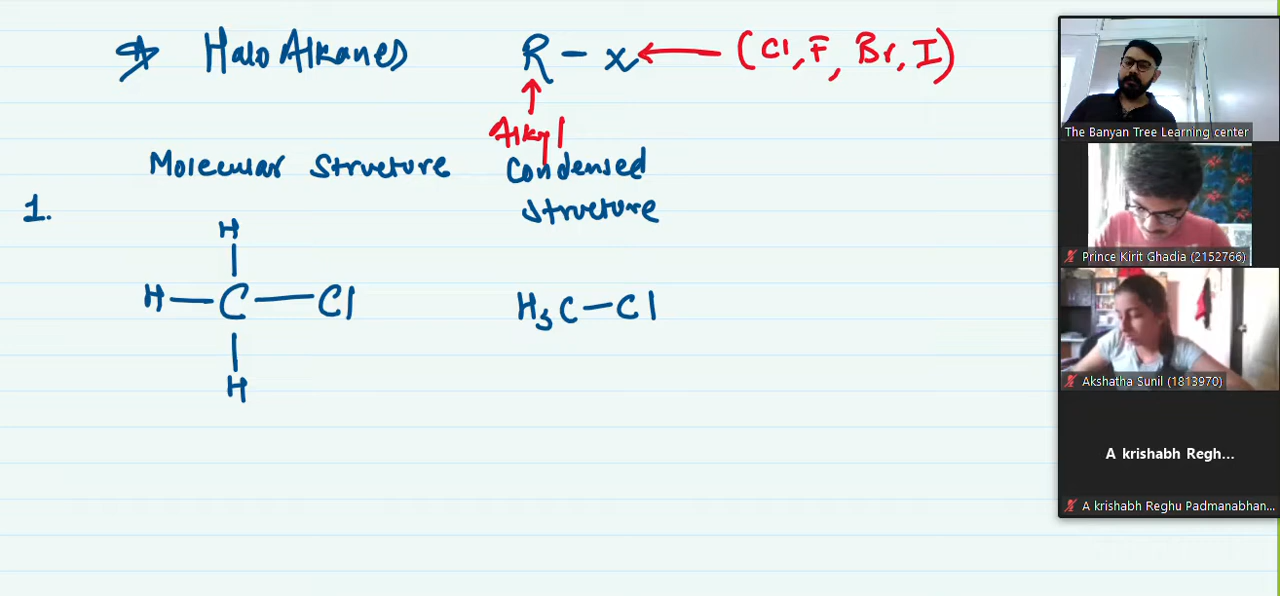 Halo Alkanes R - x ← (Cl, F, Br, I)
Alkyl
Molecular Structure Condensed
Structure
1.
H
H - C - Cl H3C - Cl
H
The Banyan Tree Learning center
Prince Kirit Ghadia (2152766)
Akshatha Sunil (1813970)
A krishabh Regh...
A krishabh Reghu Padmanabhan...